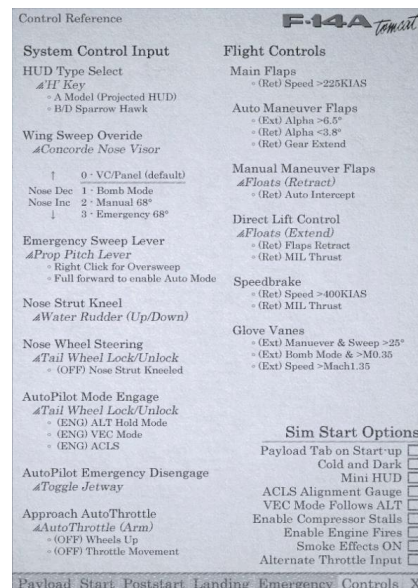 Control Reference
F-14A Tomcat
System Control Input
HUD Type Select
'H' Key
◦ A Model (Projected HUD)
◦ B/D Sparrow Hawk
Wing Sweep Overide
Concorde Nose Visor
↑ 0 - VC/Panel (default)
Nose Dec 1 - Bomb Mode
Nose Inc 2 - Manual 68°
↓ 3 - Emergency 68°
Emergency Sweep Lever
Prop Pitch Lever
◦ Right Click for Oversweep
◦ Full forward to enable Auto Mode
Nose Strut Kneel
Water Rudder (Up/Down)
Nose Wheel Steering
Tail Wheel Lock/Unlock
◦ (OFF) Nose Strut Kneeled
AutoPilot Mode Engage
Tail Wheel Lock/Unlock
◦ (ENG) ALT Hold Mode
◦ (ENG) VEC Mode
◦ (ENG) ACLS
AutoPilot Emergency Disengage
Toggle Jetway
Approach AutoThrottle
AutoThrottle (Arm)
◦ (OFF) Wheels Up
◦ (OFF) Throttle Movement
Flight Controls
Main Flaps
◦ (Ret) Speed >225KIAS
Auto Maneuver Flaps
◦ (Ext) Alpha >6.5°
◦ (Ret) Alpha <3.8°
◦ (Ret) Gear Extend
Manual Maneuver Flaps
Floats (Retract)
◦ (Ret) Auto Intercept
Direct Lift Control
Floats (Extend)
◦ (Ret) Flaps Retract
◦ (Ret) MIL Thrust
Speedbrake
◦ (Ret) Speed >400KIAS
◦ (Ret) MIL Thrust
Glove Vanes
◦ (Ext) Manuever & Sweep >25°
◦ (Ext) Bomb Mode & >M0.35
◦ (Ext) Speed >Mach1.35
Sim Start Options
Payload Tab on Start-up
Cold and Dark
Mini HUD
ACLS Alignment Gauge
VEC Mode Follows ALT
Enable Compressor Stalls
Enable Engine Fires
Smoke Effects ON
Alternate Throttle Input
Payload Start Poststart Landing Emergency Controls X